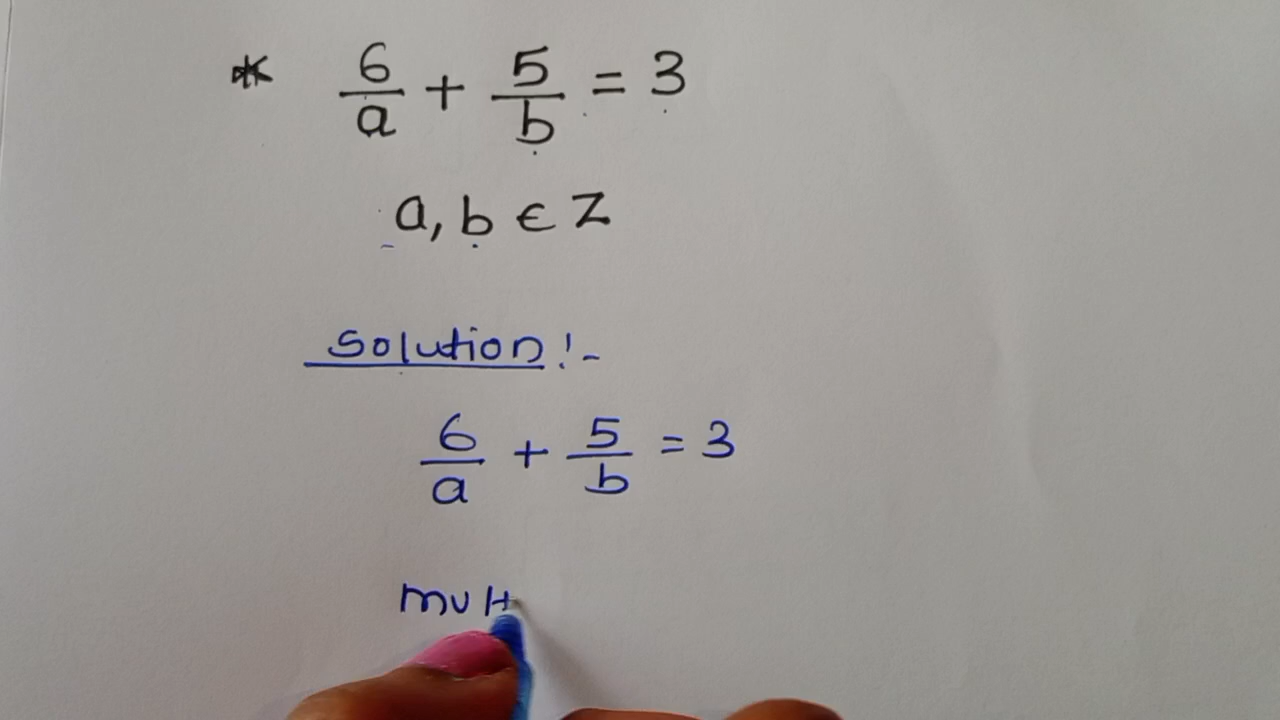 * 6/a + 5/b = 3
a, b ∈ Z
Solution :-
6/a + 5/b = 3
mult